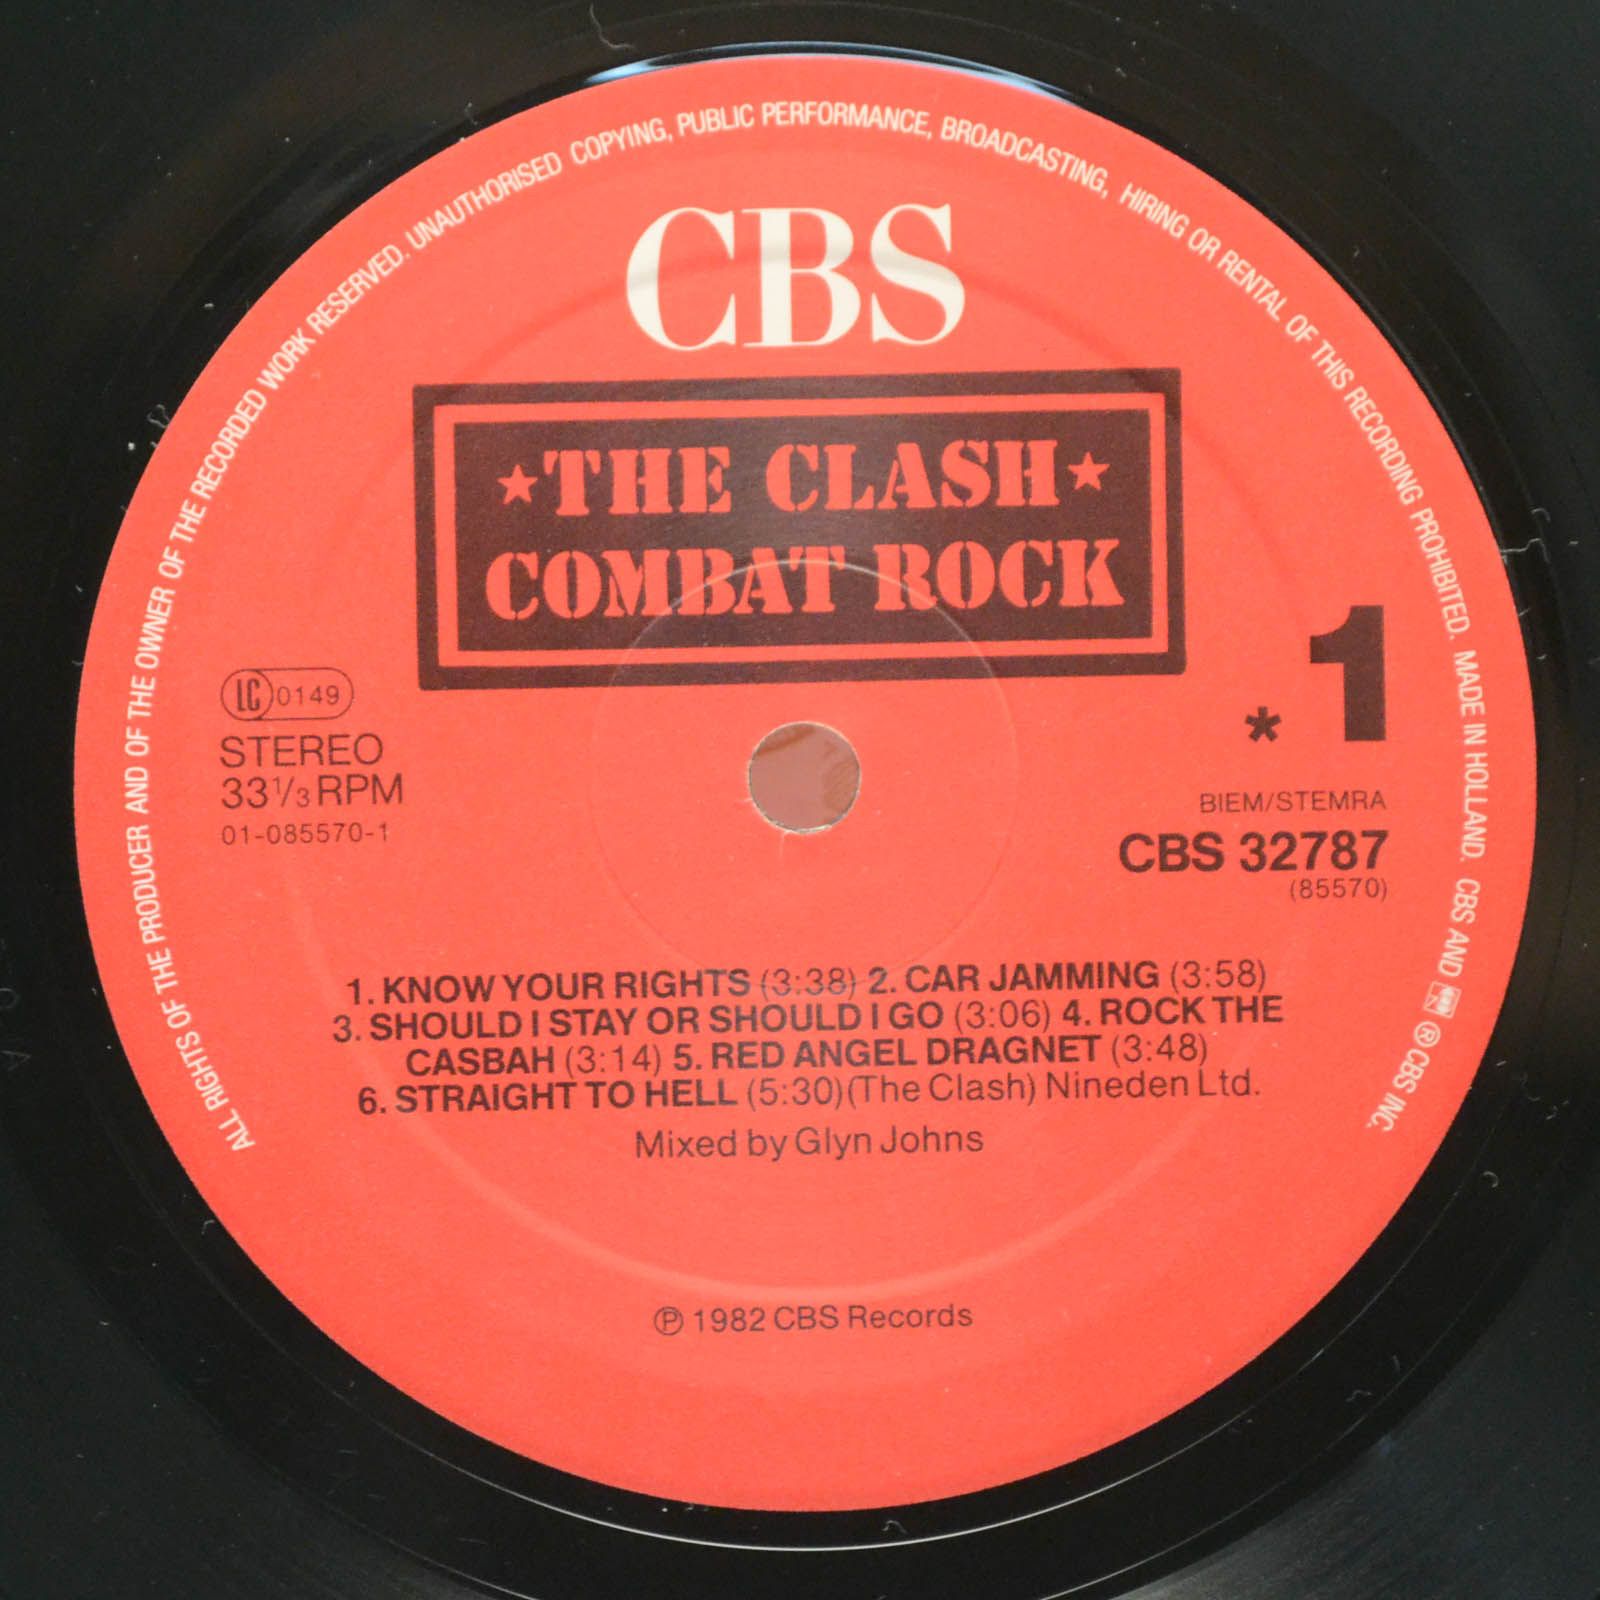 ALL RIGHTS OF THE PRODUCER AND OF THE OWNER OF THE RECORDED WORK RESERVED. UNAUTHORISED COPYING, PUBLIC PERFORMANCE, BROADCASTING, HIRING OR RENTAL OF THIS RECORDING PROHIBITED. MADE IN HOLLAND. CBS AND ® CBS INC.
CBS
★THE CLASH★
COMBAT ROCK
* 1
LC 0149
STEREO
33 1/3 RPM
01-085570-1
BIEM/STEMRA
CBS 32787
(85570)
1. KNOW YOUR RIGHTS (3:38) 2. CAR JAMMING (3:58)
3. SHOULD I STAY OR SHOULD I GO (3:06) 4. ROCK THE
CASBAH (3:14) 5. RED ANGEL DRAGNET (3:48)
6. STRAIGHT TO HELL (5:30)(The Clash) Nineden Ltd.
Mixed by Glyn Johns
℗ 1982 CBS Records